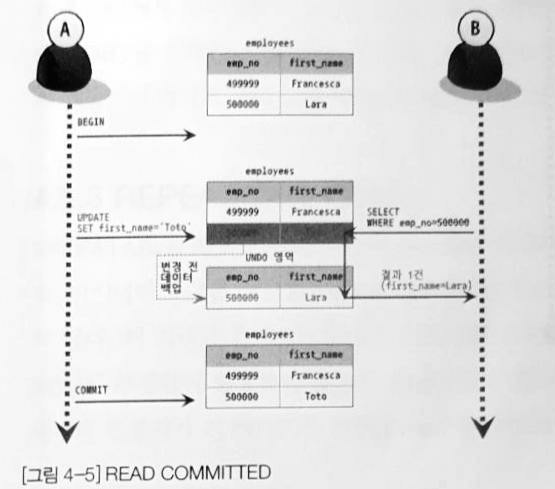 A
B
employees
emp_no first_name
499999 Francesca
500000 Lara
BEGIN
employees
emp_no first_name
499999 Francesca
UPDATE
SET first_name='Toto'
SELECT
WHERE emp_no=500000
UNDO 영역
변경 전
데이터
백업
emp_no first_name
500000 Lara
결과 1건
(first_name=Lara)
employees
emp_no first_name
499999 Francesca
500000 Toto
COMMIT
[그림 4-5] READ COMMITTED